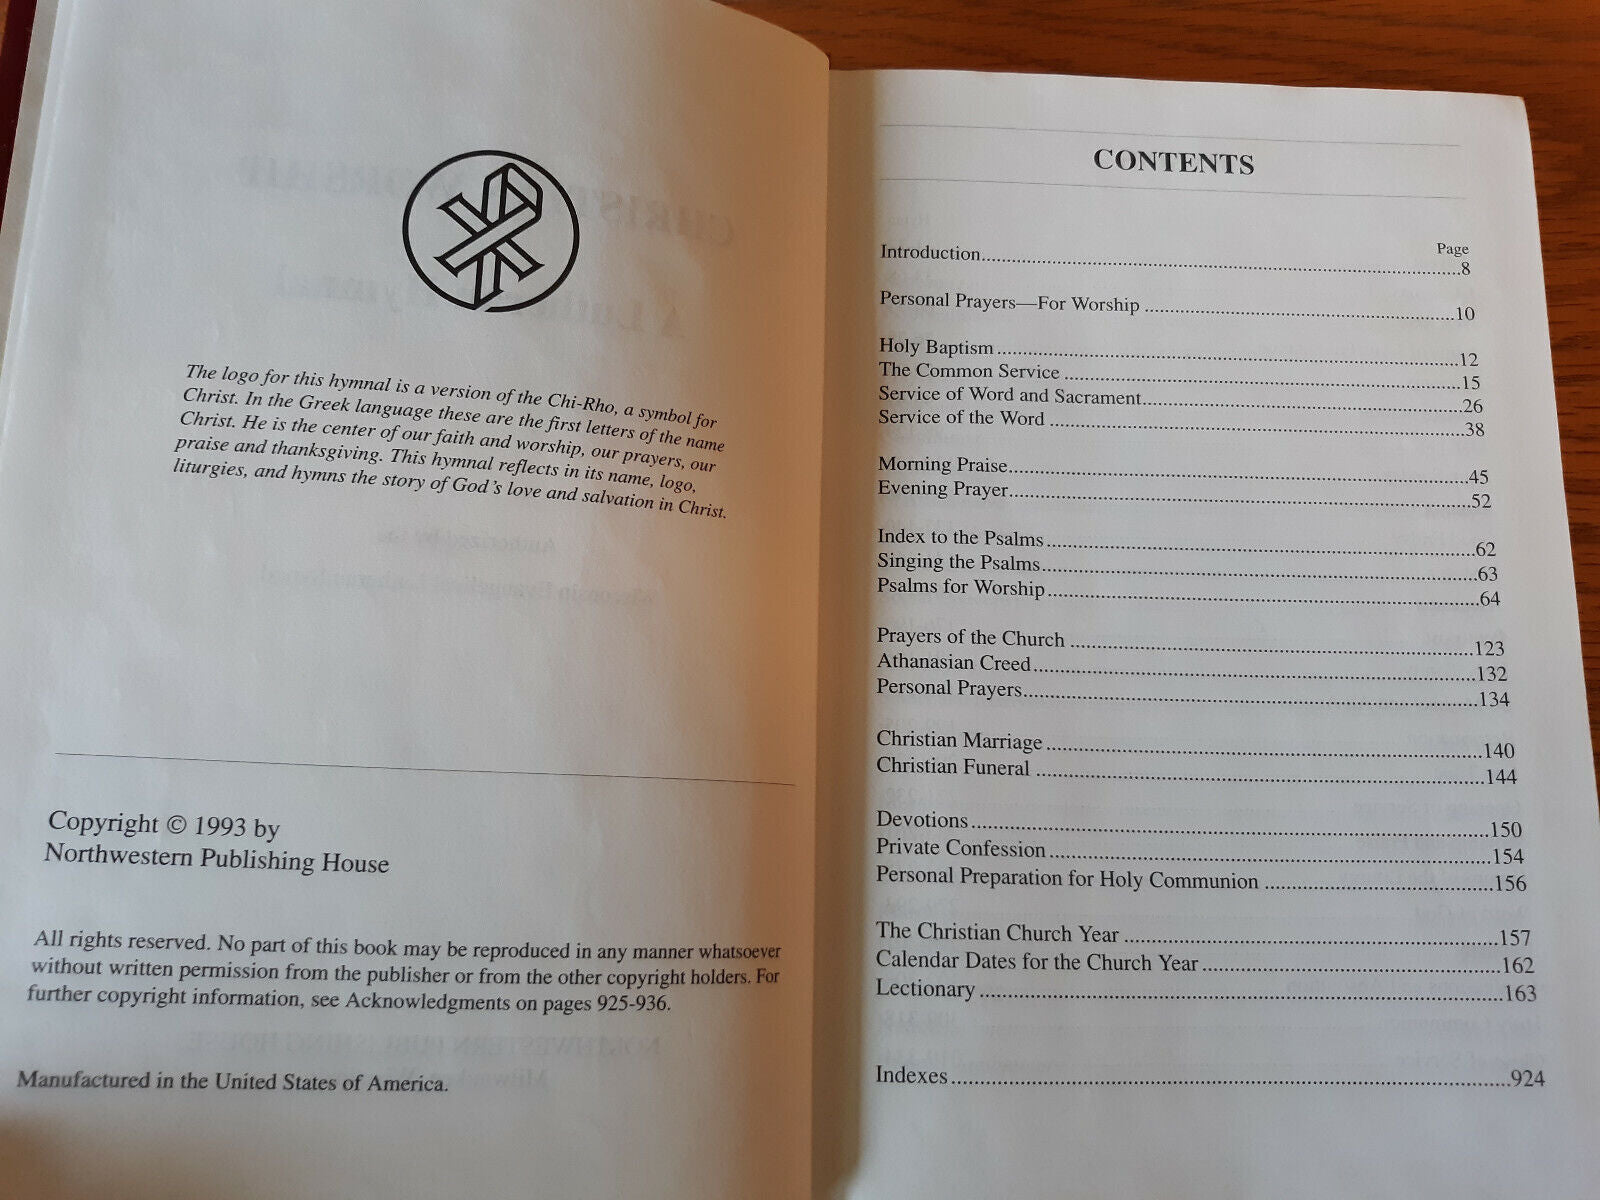 The logo for this hymnal is a version of the Chi-Rho, a symbol for
Christ. In the Greek language these are the first letters of the name
Christ. He is the center of our faith and worship, our prayers, our
praise and thanksgiving. This hymnal reflects in its name, logo,
liturgies, and hymns the story of God's love and salvation in Christ.
Copyright © 1993 by
Northwestern Publishing House
All rights reserved. No part of this book may be reproduced in any manner whatsoever
without written permission from the publisher or from the other copyright holders. For
further copyright information, see Acknowledgments on pages 925-936.
Manufactured in the United States of America.
CONTENTS
Page
Introduction....8
Personal Prayers—For Worship ....10
Holy Baptism ....12
The Common Service ....15
Service of Word and Sacrament....26
Service of the Word ....38
Morning Praise....45
Evening Prayer....52
Index to the Psalms....62
Singing the Psalms....63
Psalms for Worship....64
Prayers of the Church ....123
Athanasian Creed....132
Personal Prayers....134
Christian Marriage....140
Christian Funeral ....144
Devotions....150
Private Confession....154
Personal Preparation for Holy Communion ....156
The Christian Church Year ....157
Calendar Dates for the Church Year ....162
Lectionary....163
Indexes....924